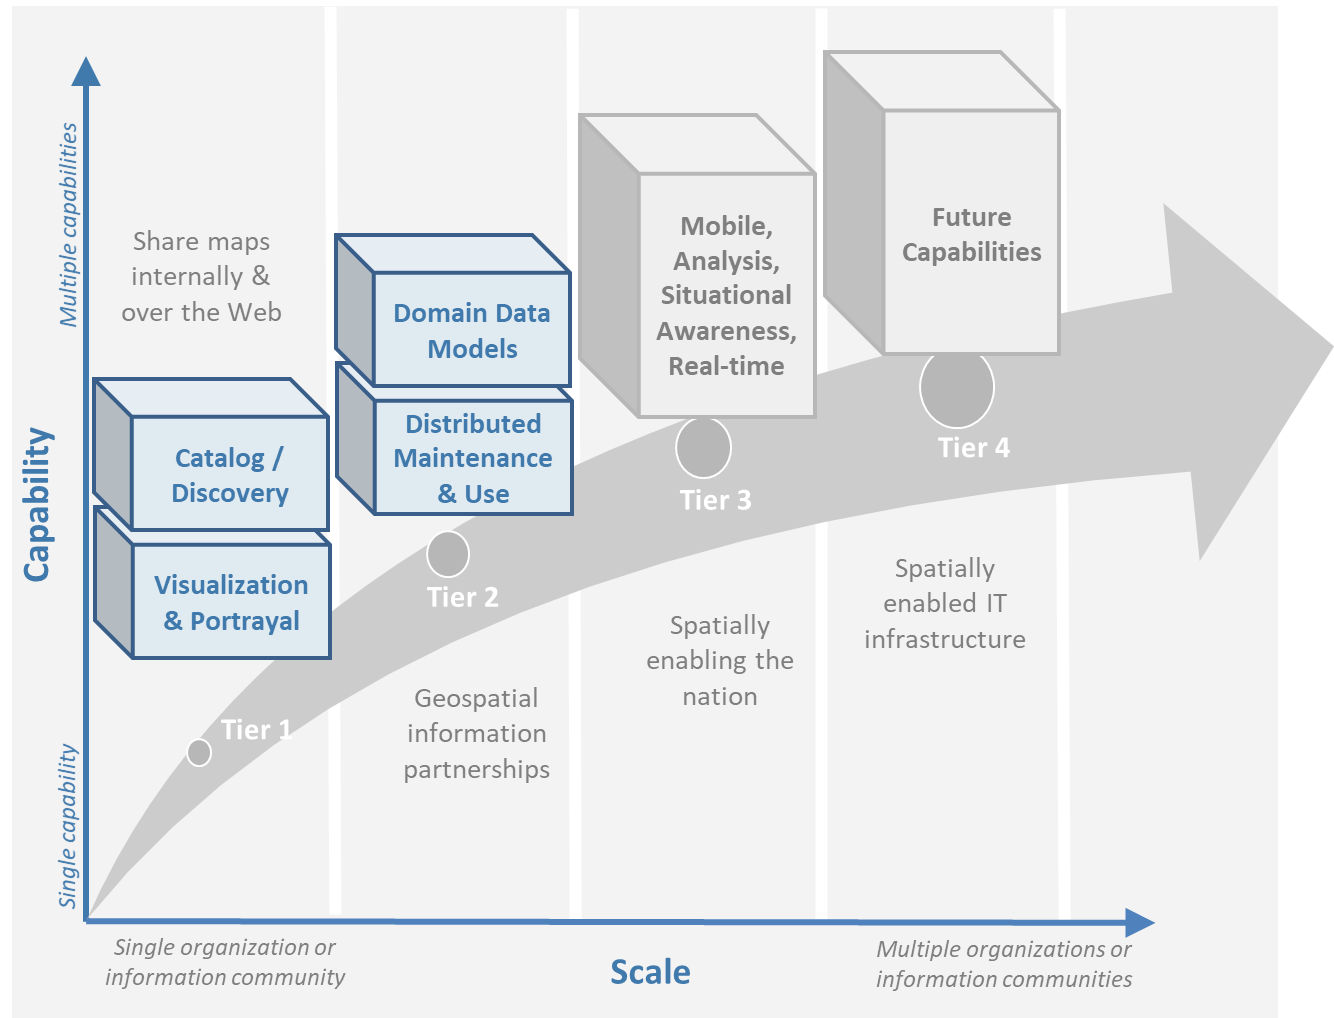 Multiple capabilities
Capability
Single capability
Share maps
internally &
over the Web
Catalog /
Discovery
Visualization
& Portrayal
Tier 1
Domain Data
Models
Distributed
Maintenance
& Use
Tier 2
Geospatial
information
partnerships
Mobile,
Analysis,
Situational
Awareness,
Real-time
Tier 3
Spatially
enabling the
nation
Future
Capabilities
Tier 4
Spatially
enabled IT
infrastructure
Single organization or
information community
Scale
Multiple organizations or
information communities